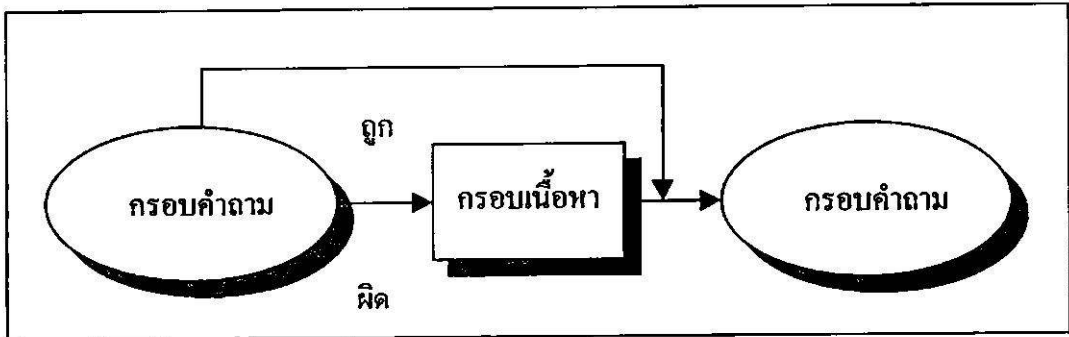 ถูก
กรอบคำถาม
กรอบเนื้อหา
กรอบคำถาม
ผิด